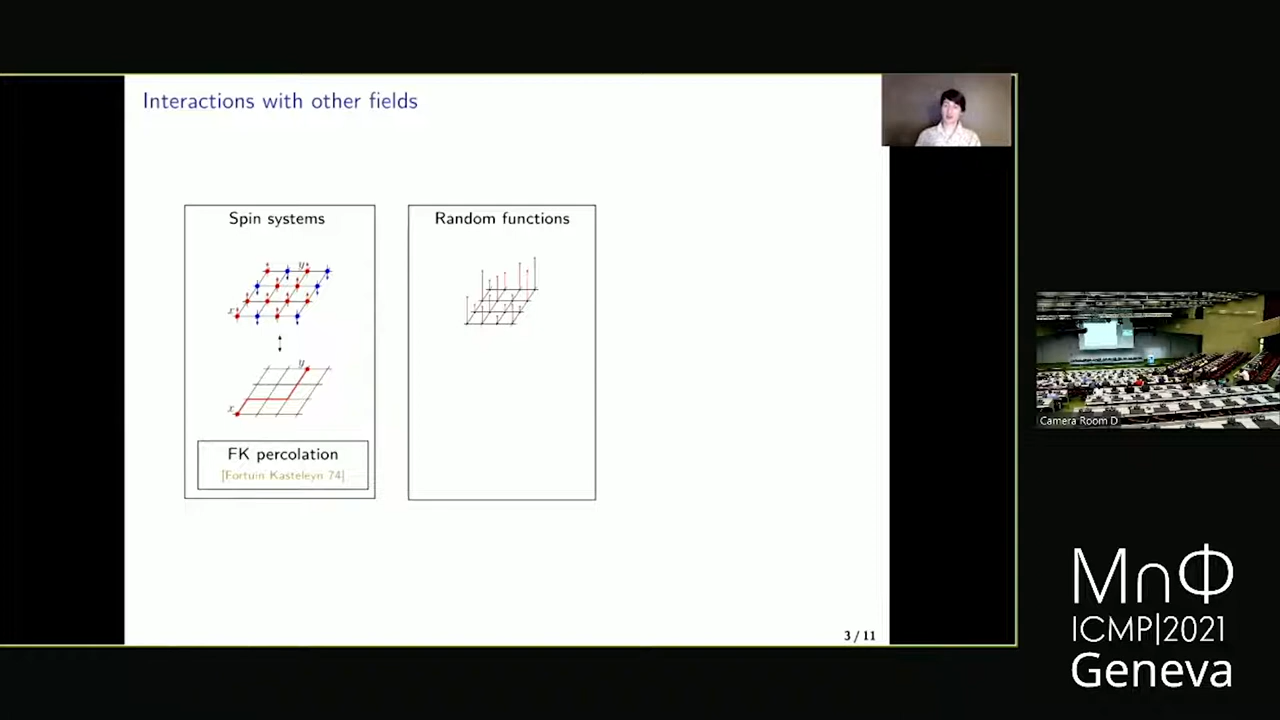 Interactions with other fields
Spin systems
y
x
y
x
FK percolation
[Fortuin Kasteleyn 74]
Random functions
3 / 11
Camera Room D
M∩Φ
ICMP|2021
Geneva